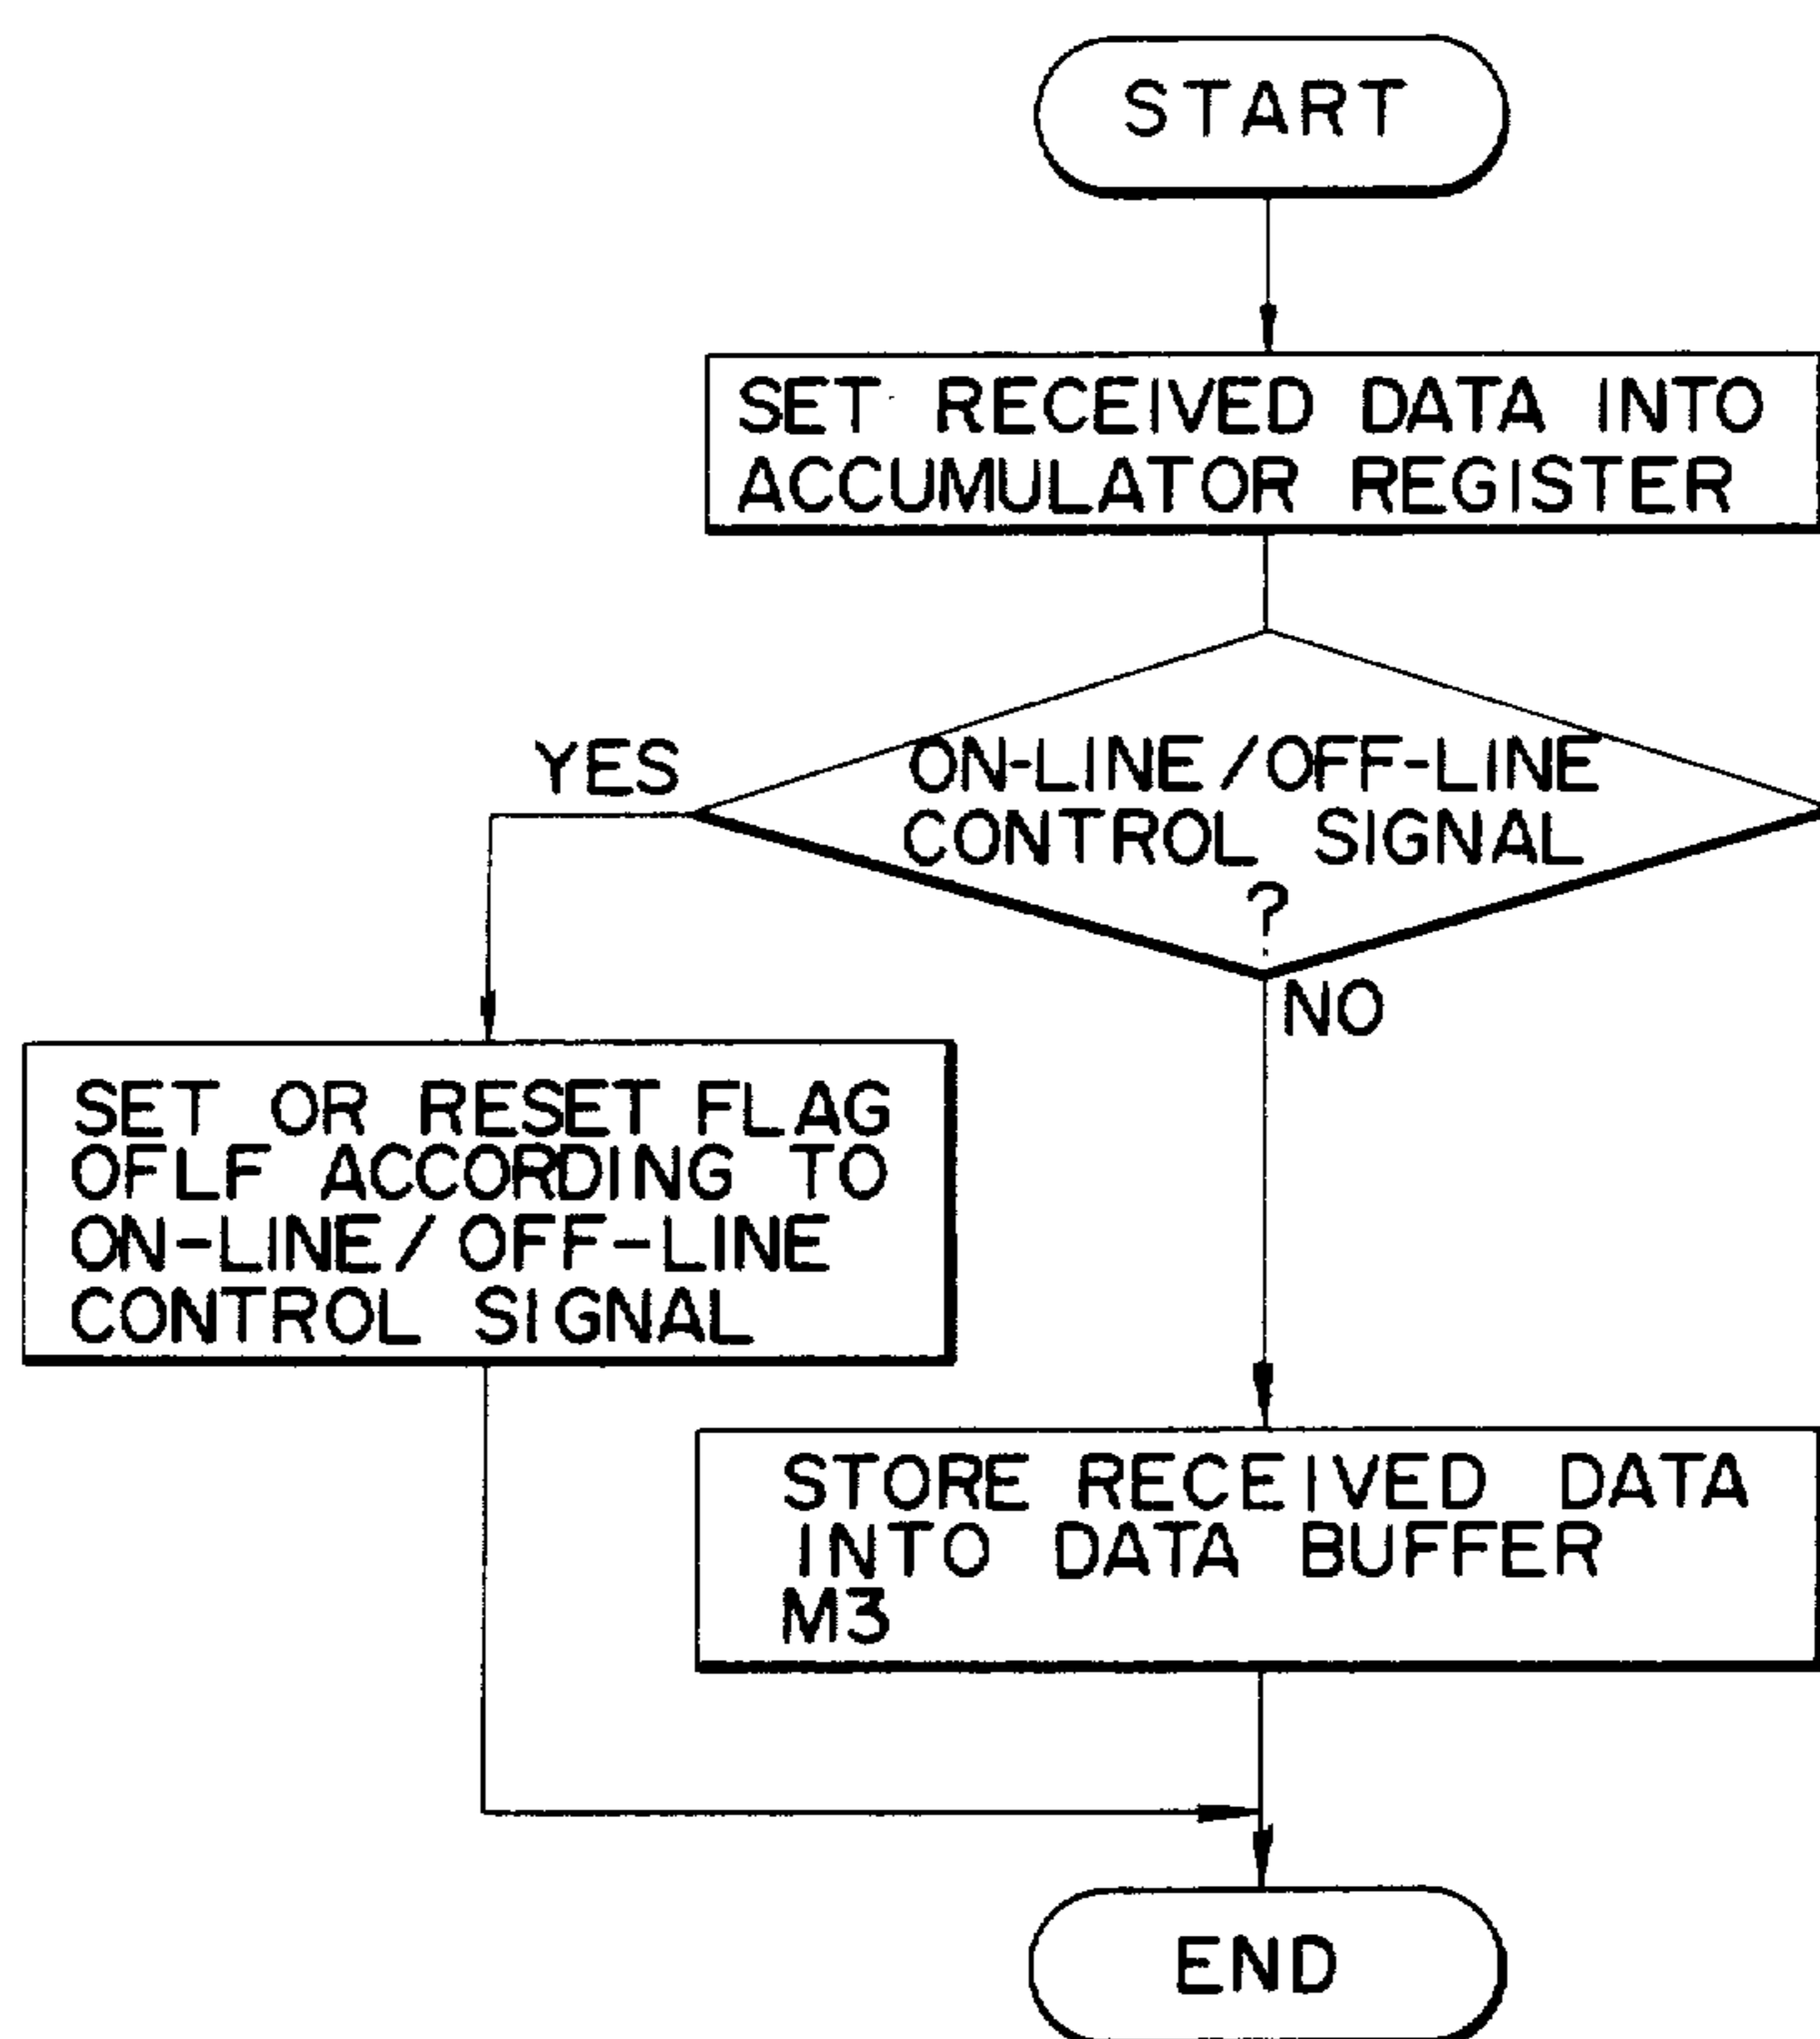 START
SET RECEIVED DATA INTO
ACCUMULATOR REGISTER
ON-LINE/OFF-LINE
CONTROL SIGNAL
?
YES
NO
SET OR RESET FLAG
OFLF ACCORDING TO
ON-LINE/OFF-LINE
CONTROL SIGNAL
STORE RECEIVED DATA
INTO DATA BUFFER
M3
END